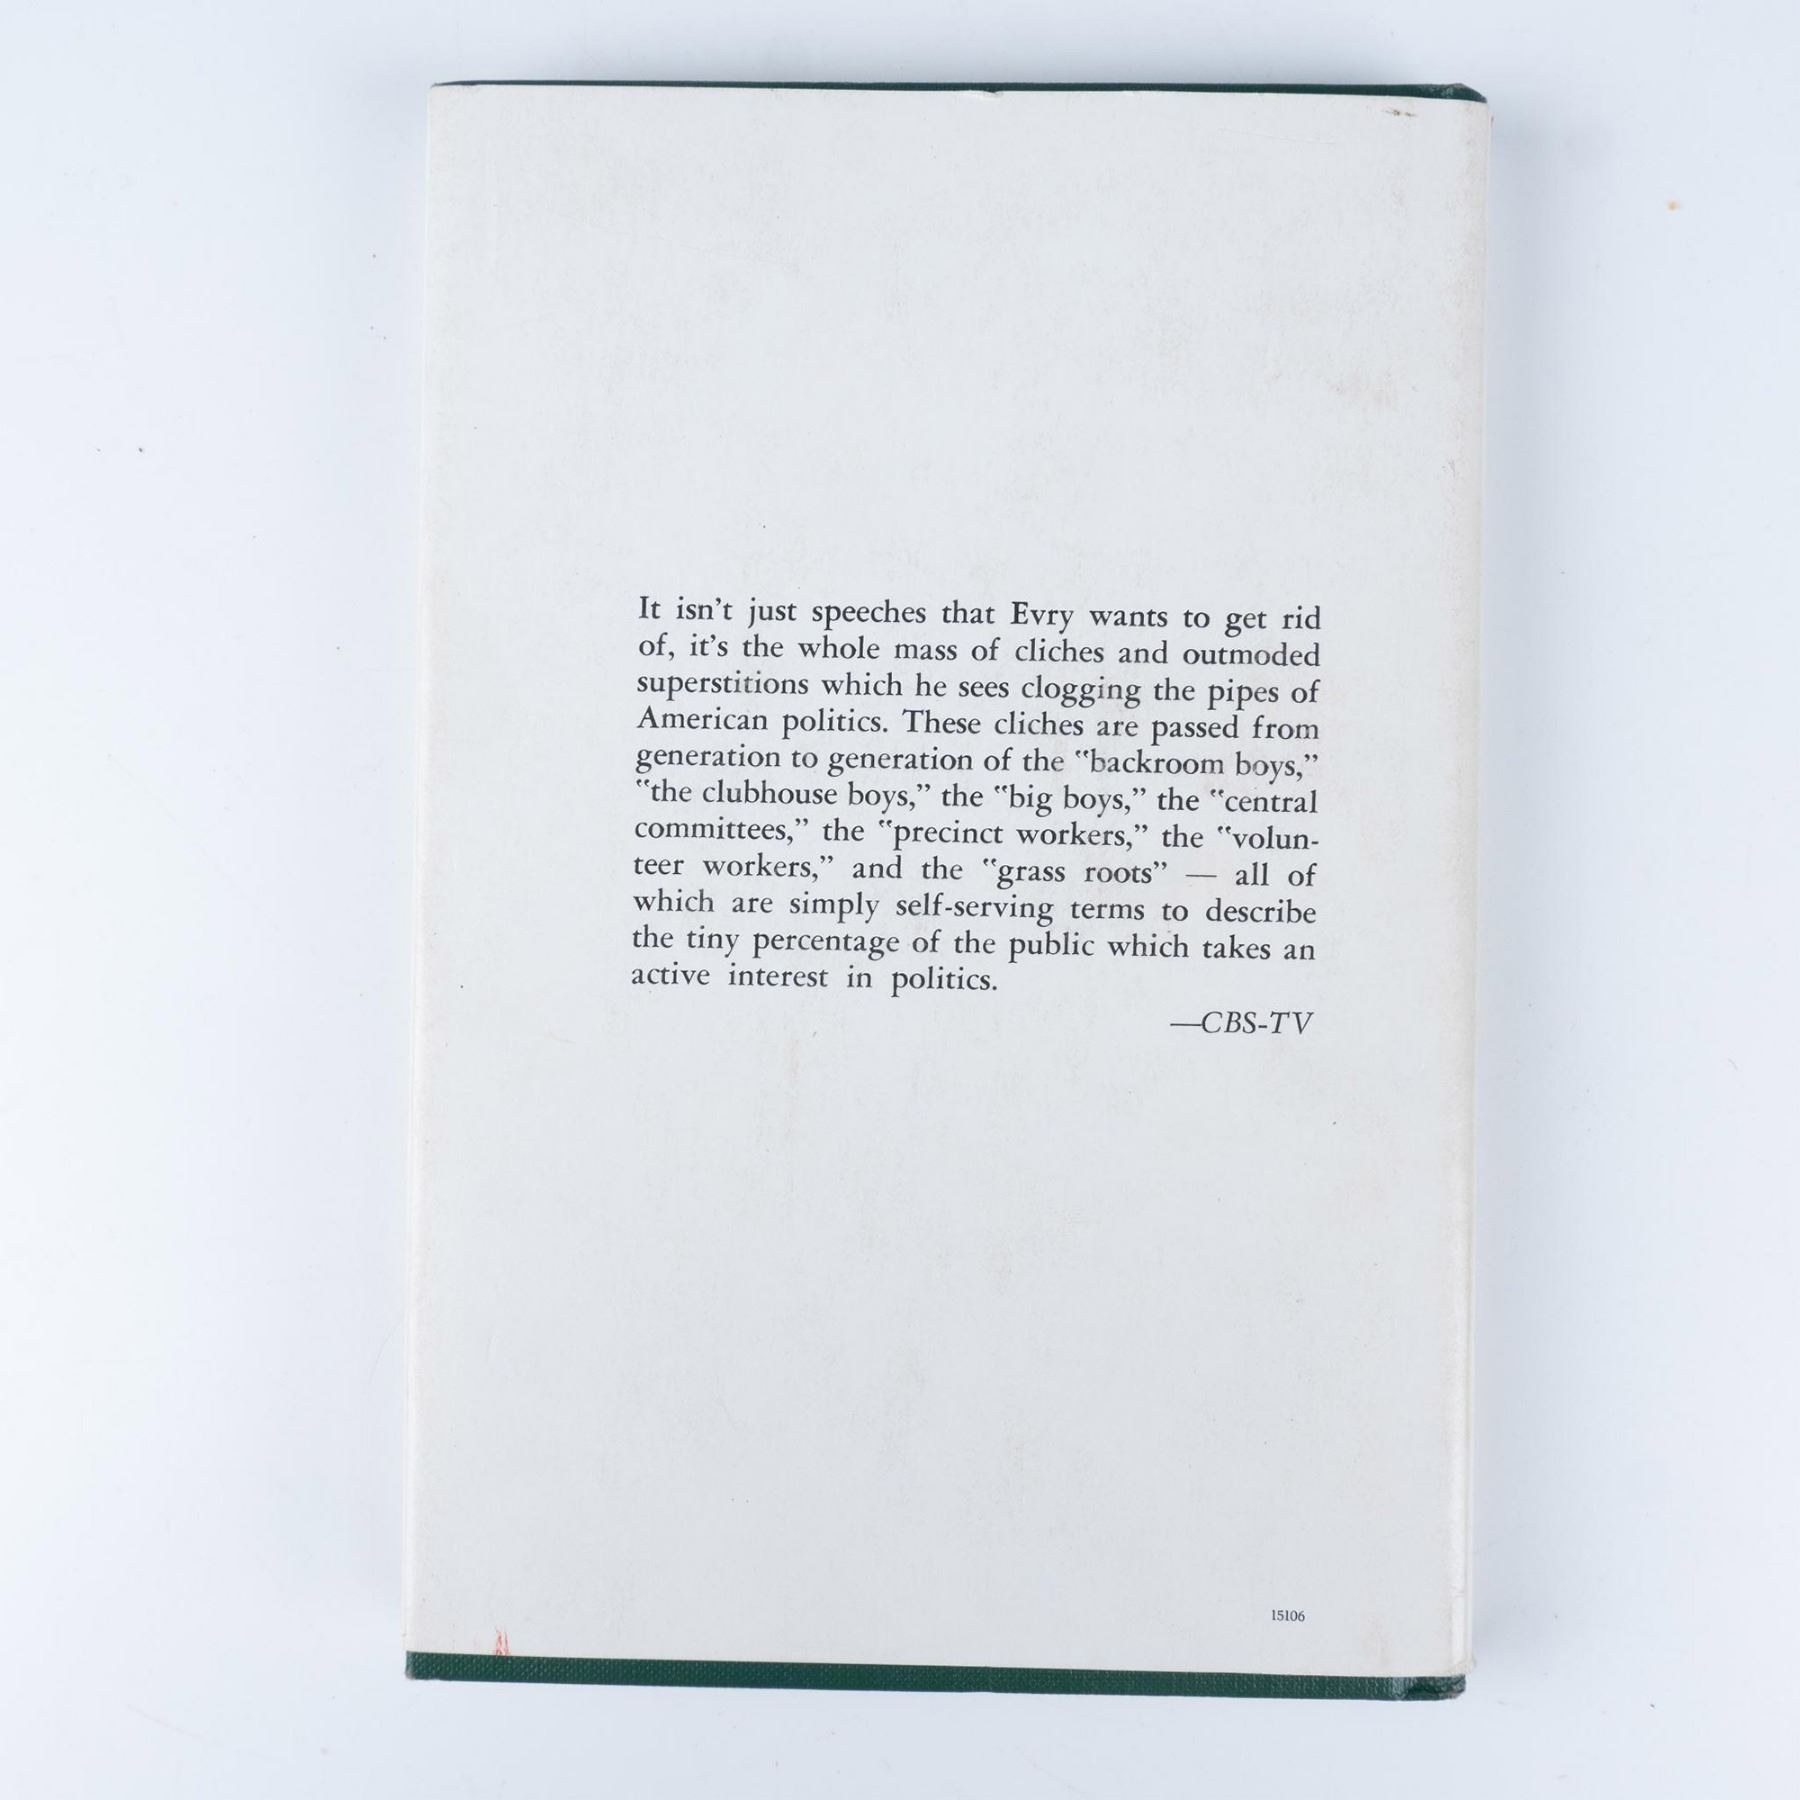 It isn't just speeches that Evry wants to get rid
of, it's the whole mass of cliches and outmoded
superstitions which he sees clogging the pipes of
American politics. These cliches are passed from
generation to generation of the "backroom boys,"
"the clubhouse boys," the "big boys," the "central
committees," the "precinct workers," the "volun-
teer workers," and the "grass roots" — all of
which are simply self-serving terms to describe
the tiny percentage of the public which takes an
active interest in politics.
—CBS-TV
15106